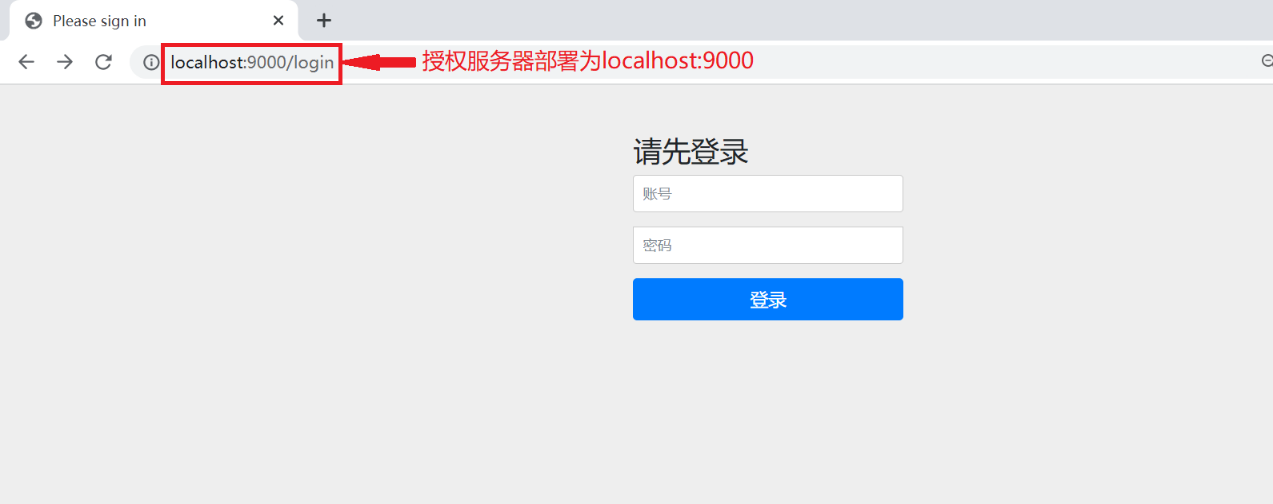 Please sign in
localhost:9000/login
授权服务器部署为localhost:9000
请先登录
账号
密码
登录